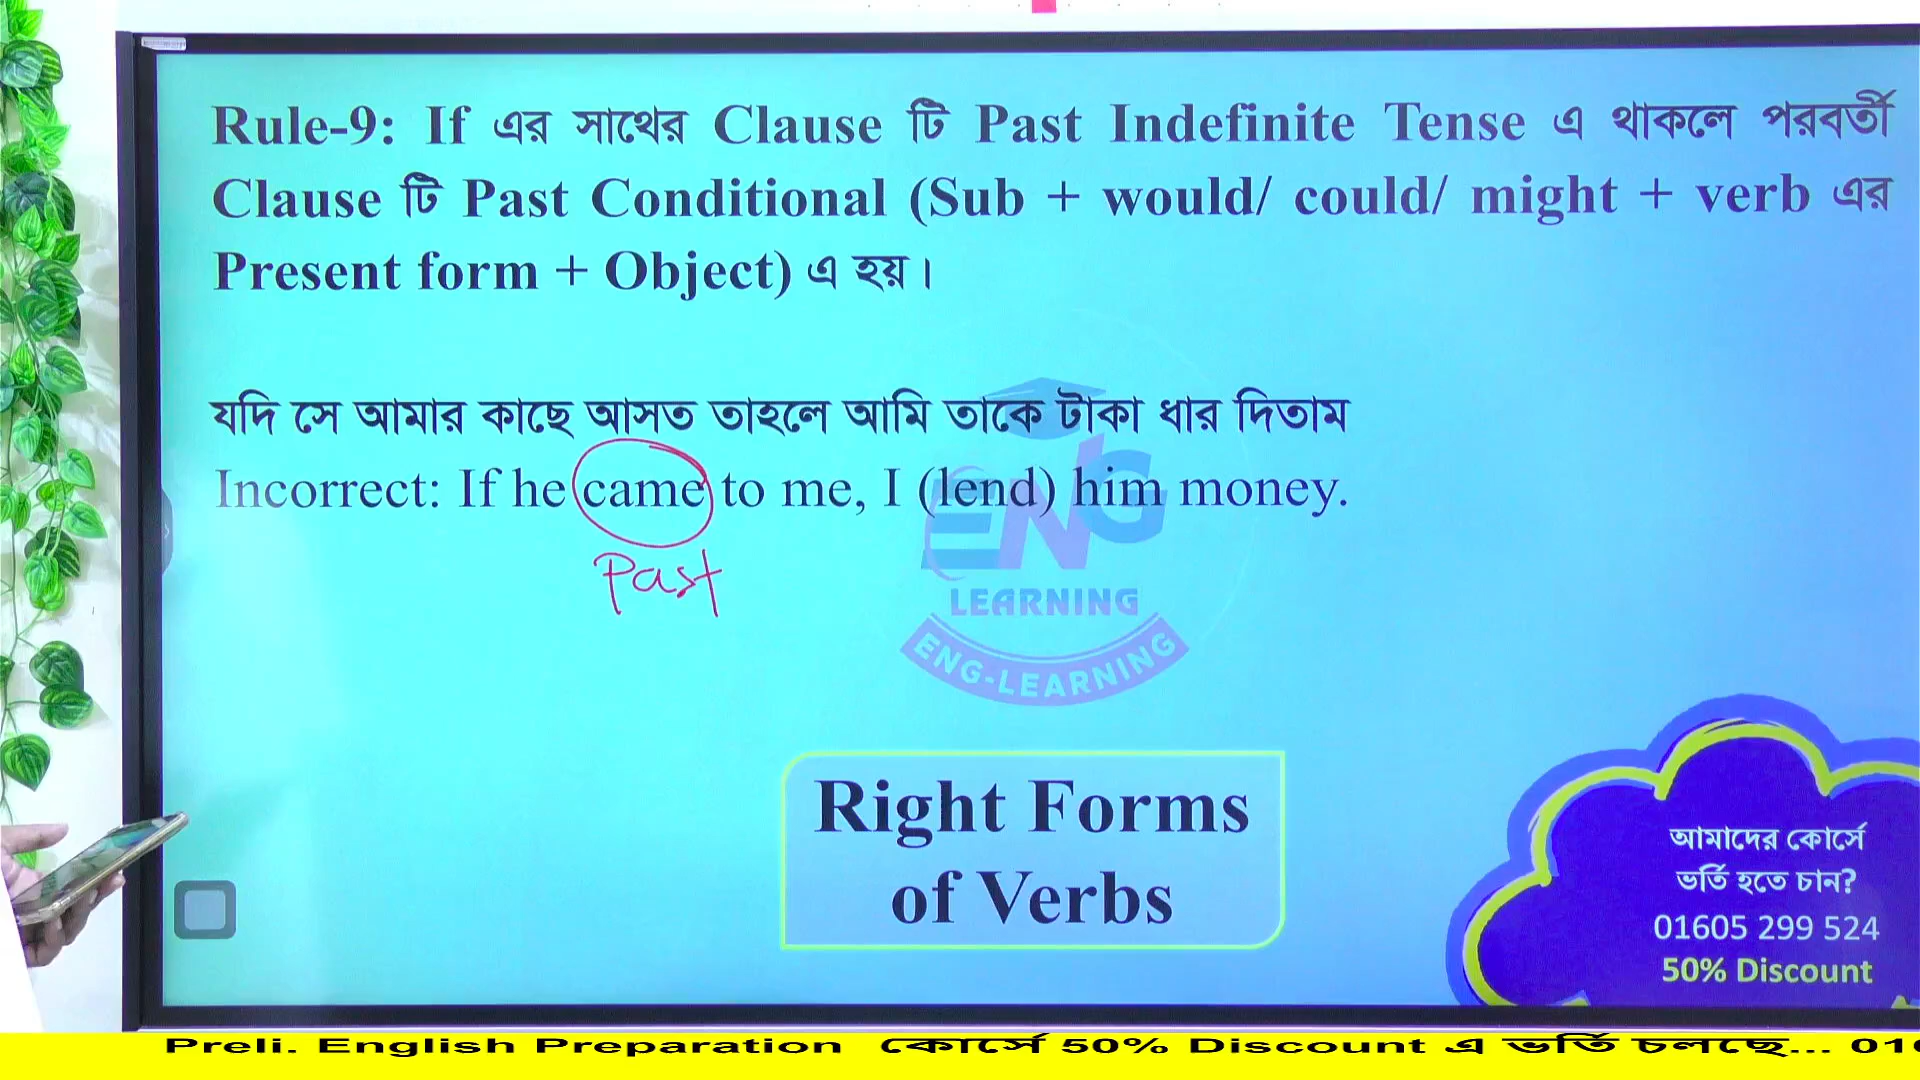 Rule-9: If এর সাথের Clause টি Past Indefinite Tense এ থাকলে পরবর্তী
Clause টি Past Conditional (Sub + would/ could/ might + verb এর
Present form + Object) এ হয়।
যদি সে আমার কাছে আসত তাহলে আমি তাকে টাকা ধার দিতাম
Incorrect: If he came to me, I (lend) him money.
Past
ENG
LEARNING
ENG-LEARNING
Right Forms
of Verbs
আমাদের কোর্সে
ভর্তি হতে চান?
01605 299 524
50% Discount
Preli. English Preparation কোর্সে 50% Discount এ ভর্তি চলছে... 01